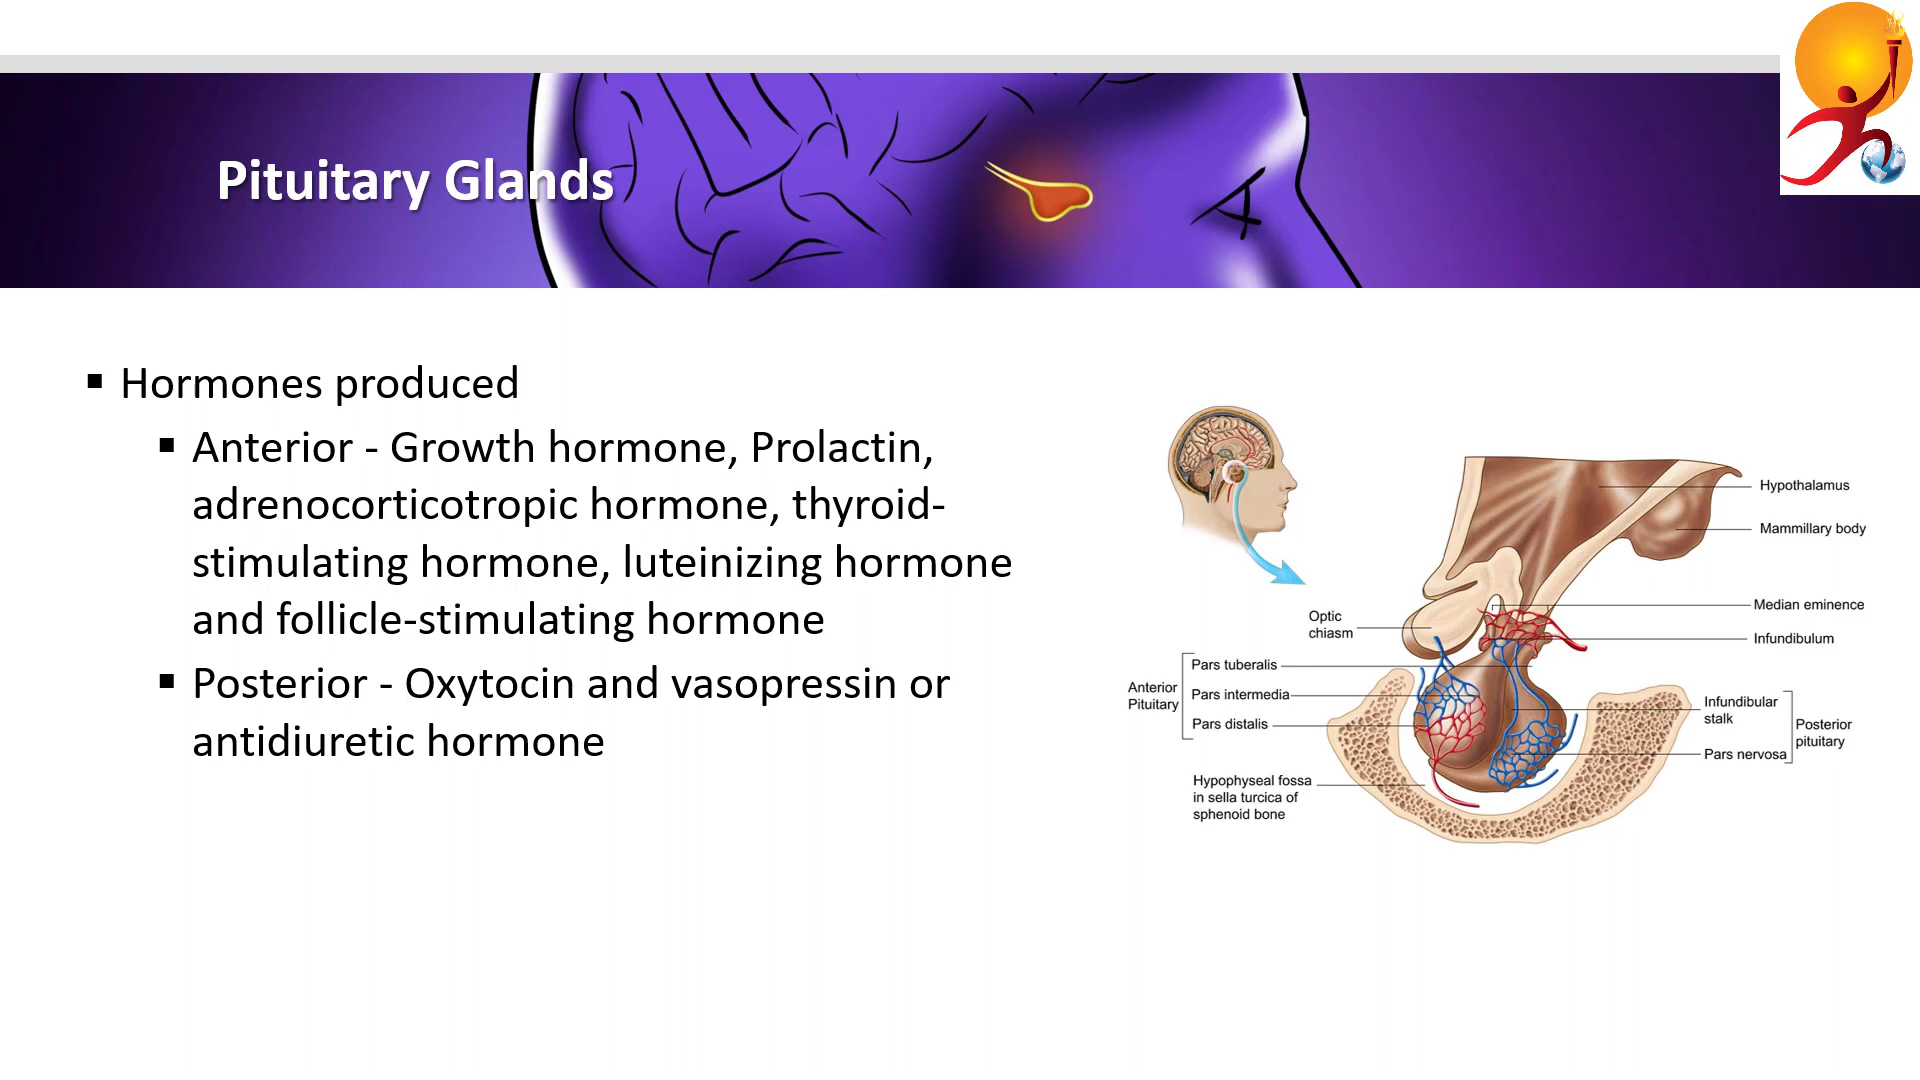 Pituitary Glands
▪ Hormones produced
▪ Anterior - Growth hormone, Prolactin,
adrenocorticotropic hormone, thyroid-
stimulating hormone, luteinizing hormone
and follicle-stimulating hormone
▪ Posterior - Oxytocin and vasopressin or
antidiuretic hormone
Hypothalamus
Mammillary body
Median eminence
Infundibulum
Optic
chiasm
Anterior
Pituitary
Pars tuberalis
Pars intermedia
Pars distalis
Infundibular
stalk
Pars nervosa
Posterior
pituitary
Hypophyseal fossa
in sella turcica of
sphenoid bone